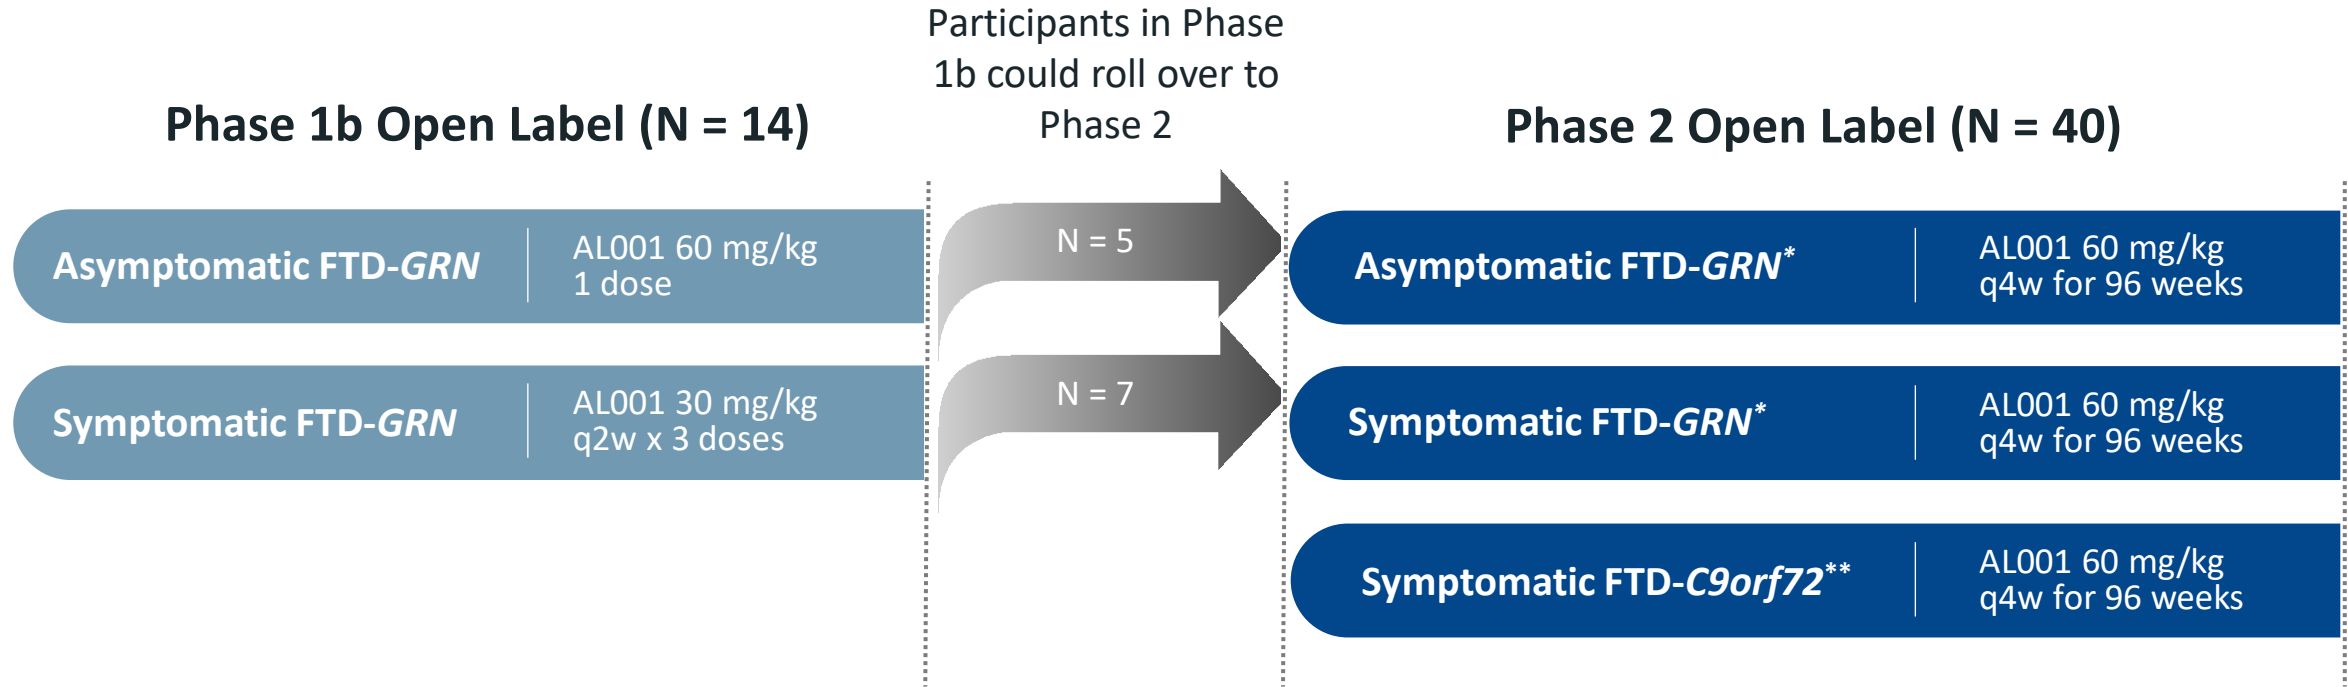 Participants in Phase
1b could roll over to
Phase 2
Phase 1b Open Label (N = 14)
Phase 2 Open Label (N = 40)
Asymptomatic FTD-GRN
AL001 60 mg/kg
1 dose
N = 5
Asymptomatic FTD-GRN*
AL001 60 mg/kg
q4w for 96 weeks
Symptomatic FTD-GRN
AL001 30 mg/kg
q2w x 3 doses
N = 7
Symptomatic FTD-GRN*
AL001 60 mg/kg
q4w for 96 weeks
Symptomatic FTD-C9orf72**
AL001 60 mg/kg
q4w for 96 weeks